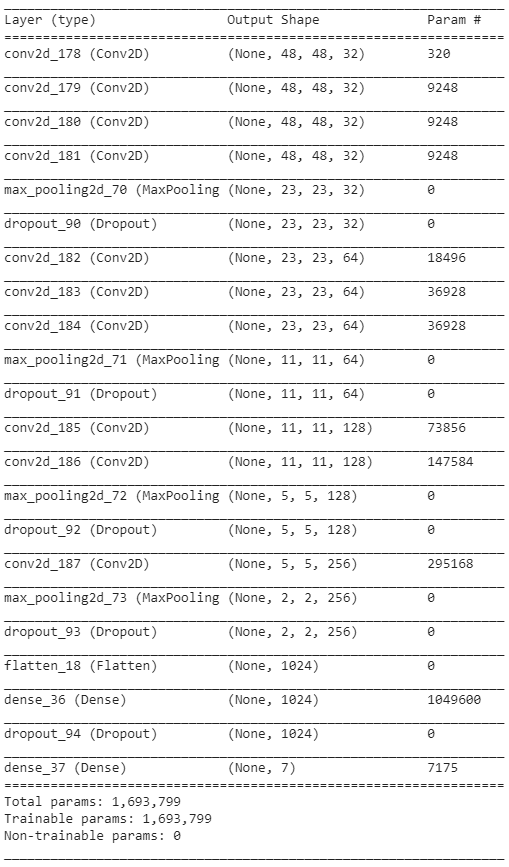 Layer (type) Output Shape Param #
conv2d_178 (Conv2D) (None, 48, 48, 32) 320
conv2d_179 (Conv2D) (None, 48, 48, 32) 9248
conv2d_180 (Conv2D) (None, 48, 48, 32) 9248
conv2d_181 (Conv2D) (None, 48, 48, 32) 9248
max_pooling2d_70 (MaxPooling (None, 23, 23, 32) 0
dropout_90 (Dropout) (None, 23, 23, 32) 0
conv2d_182 (Conv2D) (None, 23, 23, 64) 18496
conv2d_183 (Conv2D) (None, 23, 23, 64) 36928
conv2d_184 (Conv2D) (None, 23, 23, 64) 36928
max_pooling2d_71 (MaxPooling (None, 11, 11, 64) 0
dropout_91 (Dropout) (None, 11, 11, 64) 0
conv2d_185 (Conv2D) (None, 11, 11, 128) 73856
conv2d_186 (Conv2D) (None, 11, 11, 128) 147584
max_pooling2d_72 (MaxPooling (None, 5, 5, 128) 0
dropout_92 (Dropout) (None, 5, 5, 128) 0
conv2d_187 (Conv2D) (None, 5, 5, 256) 295168
max_pooling2d_73 (MaxPooling (None, 2, 2, 256) 0
dropout_93 (Dropout) (None, 2, 2, 256) 0
flatten_18 (Flatten) (None, 1024) 0
dense_36 (Dense) (None, 1024) 1049600
dropout_94 (Dropout) (None, 1024) 0
dense_37 (Dense) (None, 7) 7175
Total params: 1,693,799
Trainable params: 1,693,799
Non-trainable params: 0